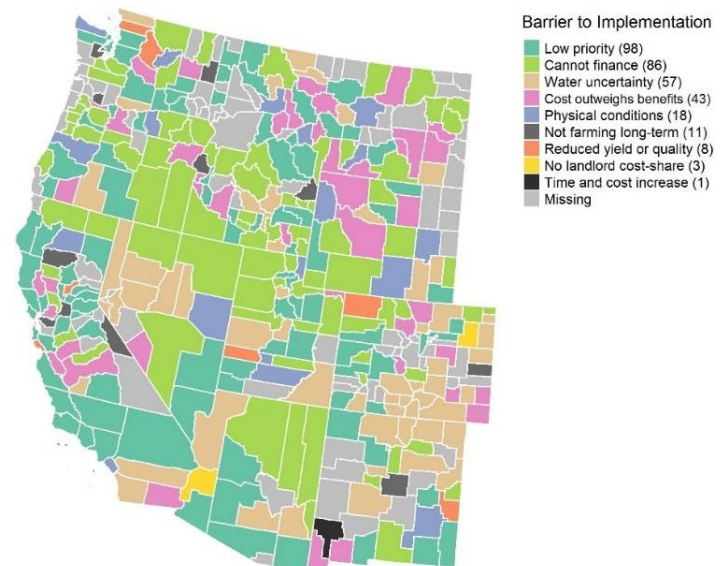 Barrier to Implementation
Low priority (98)
Cannot finance (86)
Water uncertainty (57)
Cost outweighs benefits (43)
Physical conditions (18)
Not farming long-term (11)
Reduced yield or quality (8)
No landlord cost-share (3)
Time and cost increase (1)
Missing